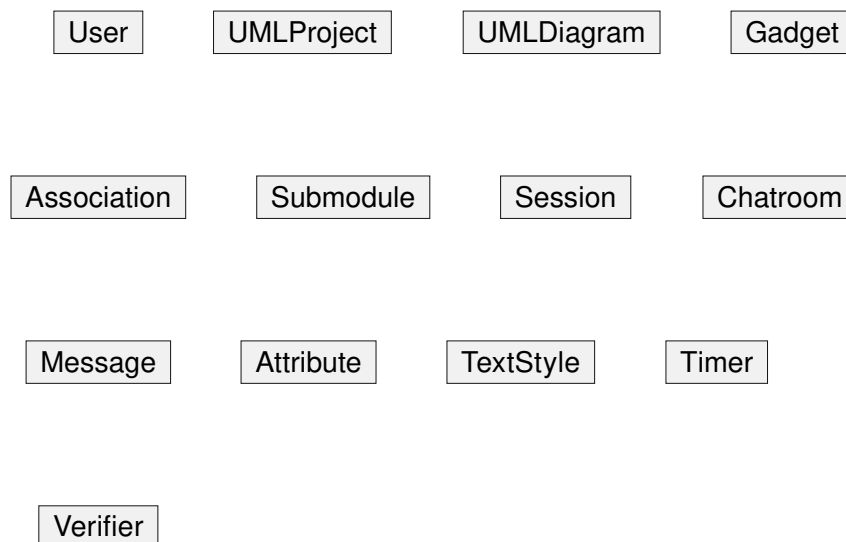 User UMLProject UMLDiagram Gadget
Association Submodule Session Chatroom
Message Attribute TextStyle Timer
Verifier